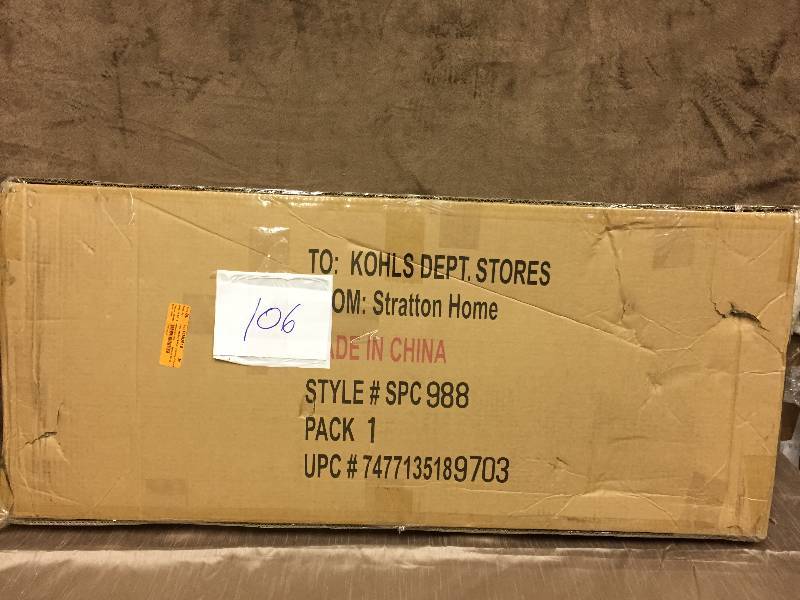 TO: KOHLS DEPT. STORES
OM: Stratton Home
106
ADE IN CHINA
STYLE # SPC 988
PACK 1
UPC # 7477135189703